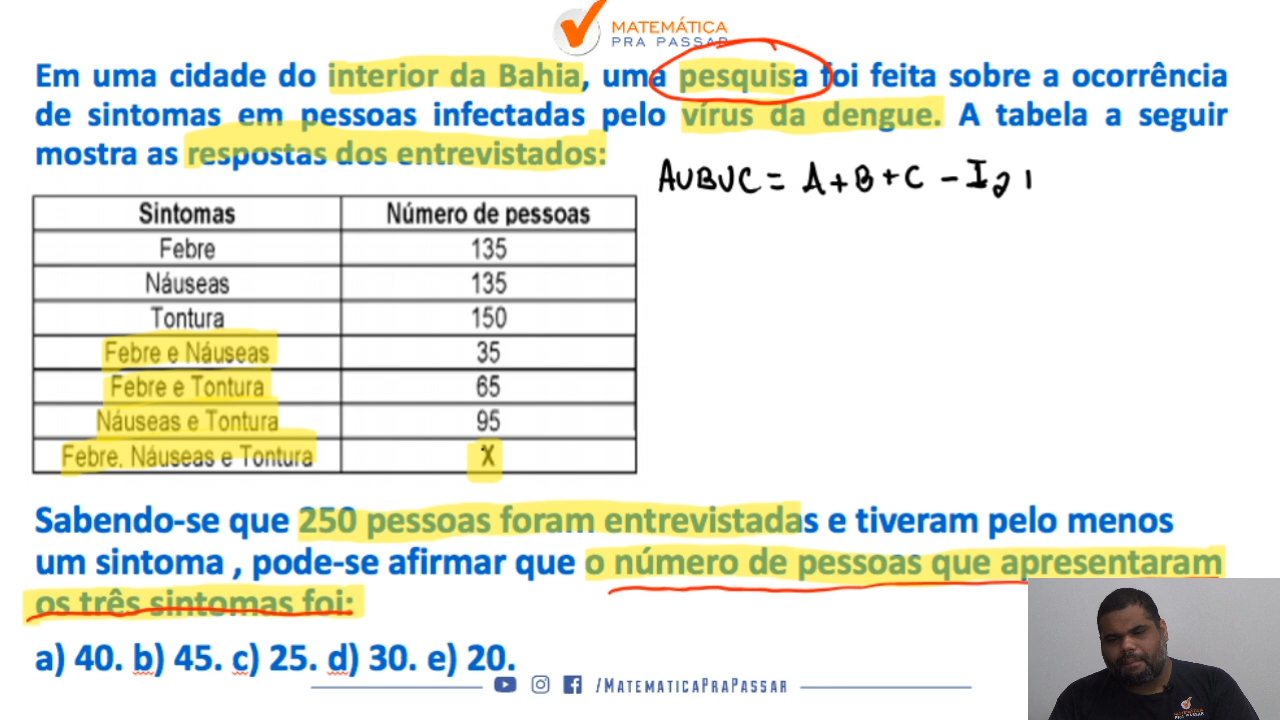 MATEMÁTICA
PRA PASSAR
Em uma cidade do interior da Bahia, uma pesquisa foi feita sobre a ocorrência
de sintomas em pessoas infectadas pelo vírus da dengue. A tabela a seguir
mostra as respostas dos entrevistados:
AUBUC = A+B+C - I2 1
Sintomas Número de pessoas
Febre 135
Náuseas 135
Tontura 150
Febre e Náuseas 35
Febre e Tontura 65
Náuseas e Tontura 95
Febre, Náuseas e Tontura X
Sabendo-se que 250 pessoas foram entrevistadas e tiveram pelo menos
um sintoma , pode-se afirmar que o número de pessoas que apresentaram
os três sintomas foi:
a) 40. b) 45. c) 25. d) 30. e) 20.
/MATEMATICAPRAPASSAR